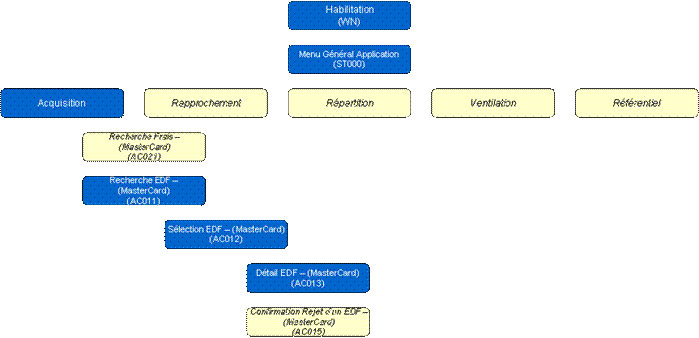 Habilitation
(WN)
Menu Général Application
(ST000)
Acquisition
Rapprochement
Répartition
Ventilation
Référentiel
Recherche Frais –
(MasterCard)
(AC021)
Recherche EDF –
(MasterCard)
(AC011)
Sélection EDF – (MasterCard)
(AC012)
Détail EDF – (MasterCard)
(AC013)
Confirmation Rejet d'un EDF –
(MasterCard)
(AC015)